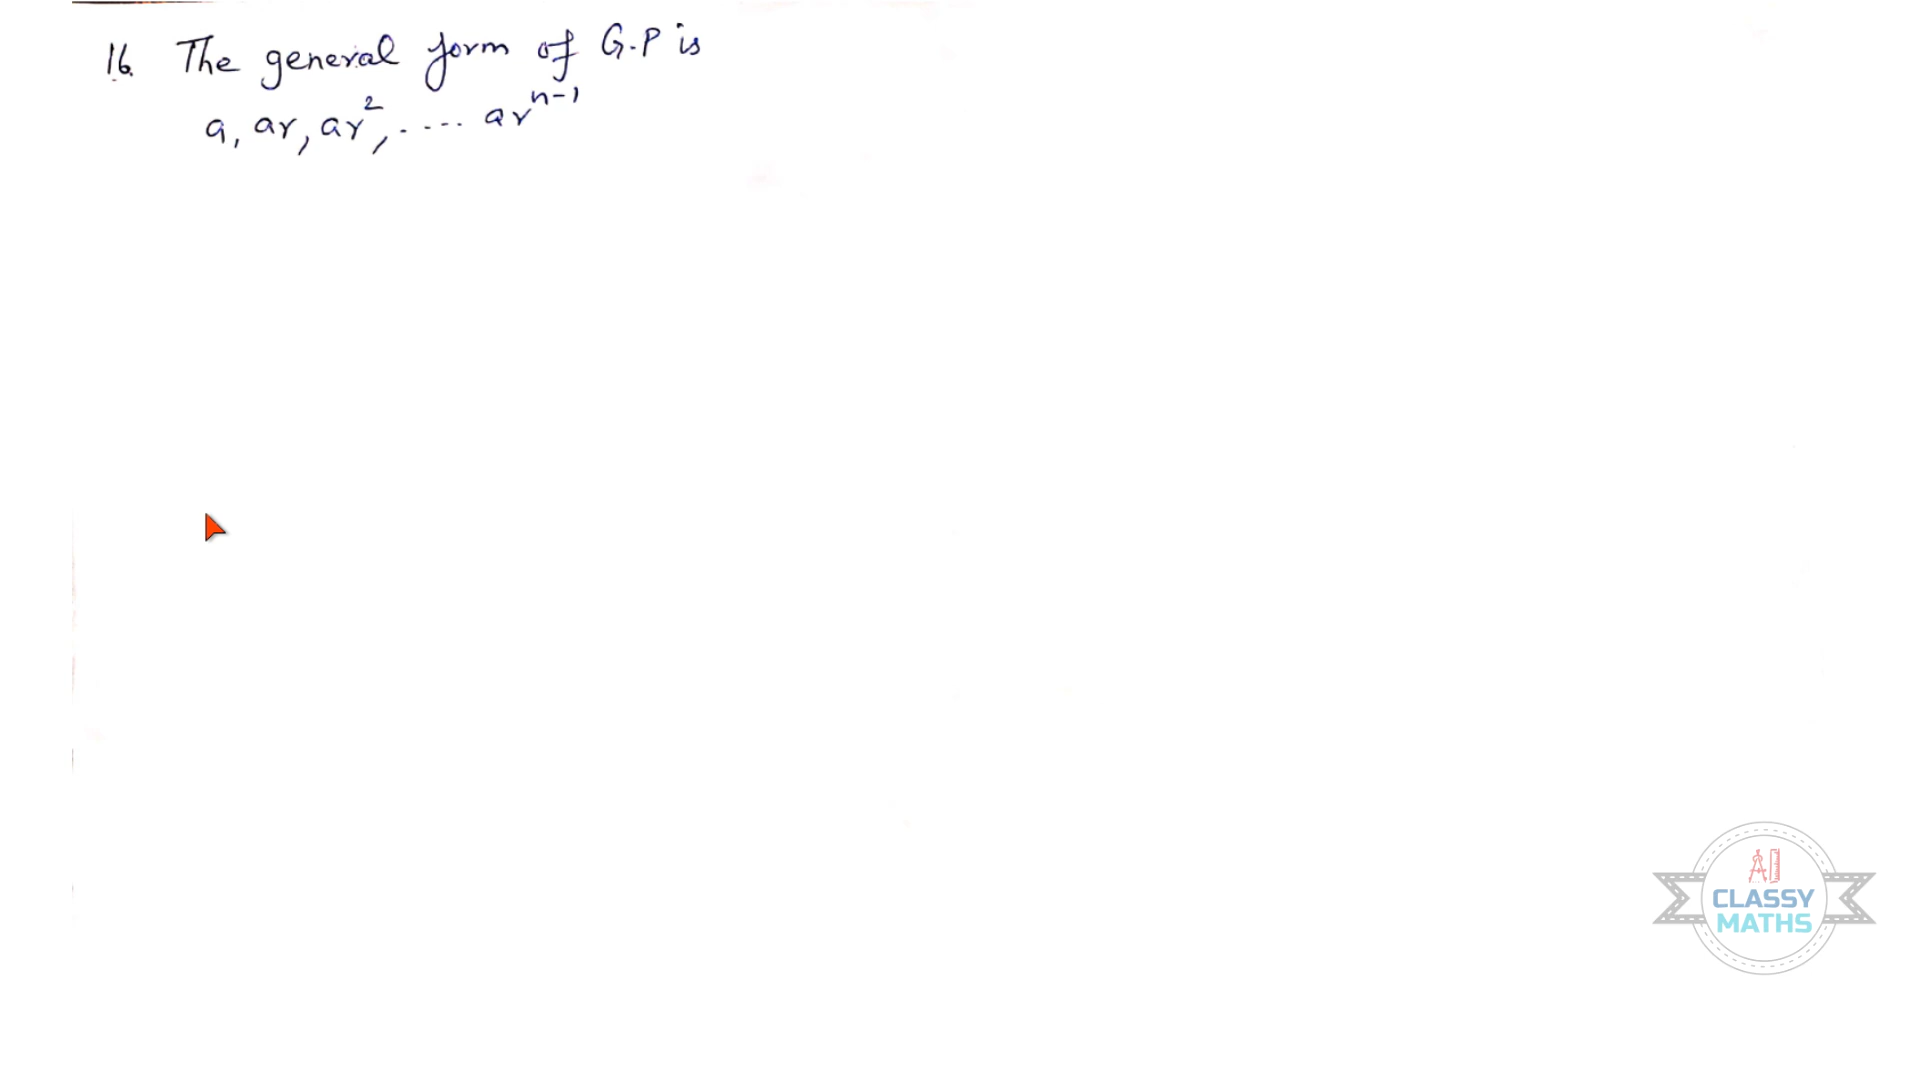 16. The general form of G.P is
a, ar, ar², ..... arⁿ⁻¹
CLASSY
MATHS